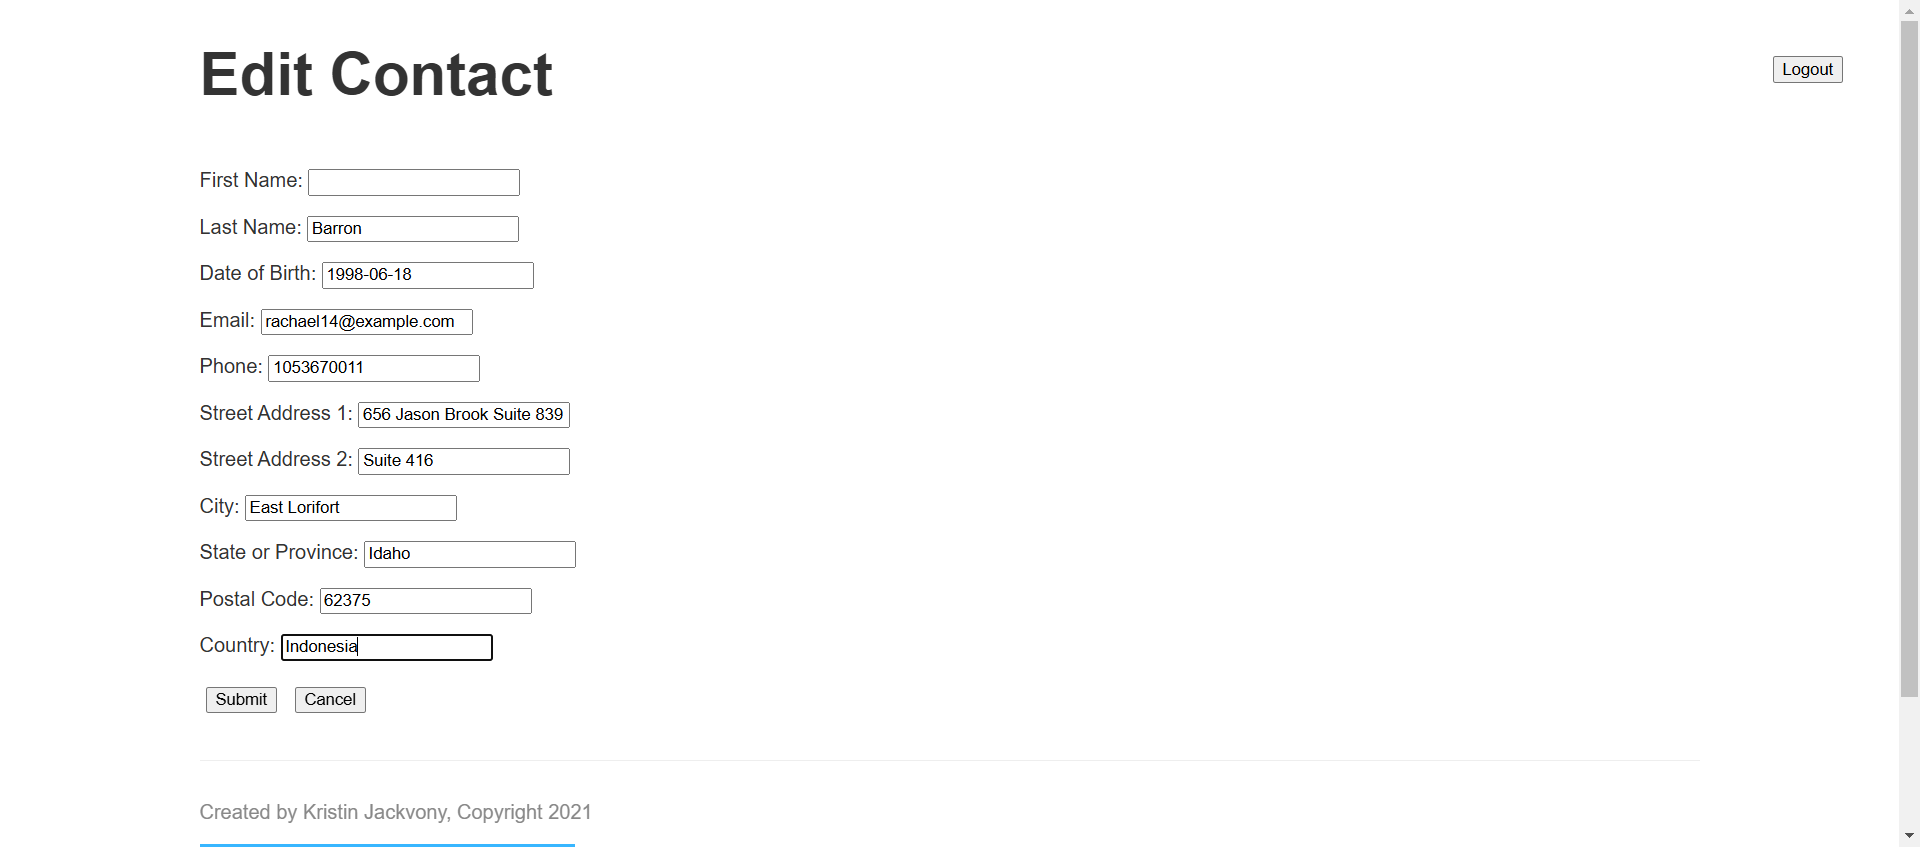 Edit Contact
Logout
First Name:
Last Name: Barron
Date of Birth: 1998-06-18
Email: rachael14@example.com
Phone: 1053670011
Street Address 1: 656 Jason Brook Suite 839
Street Address 2: Suite 416
City: East Lorifort
State or Province: Idaho
Postal Code: 62375
Country: Indonesia
Submit Cancel
Created by Kristin Jackvony, Copyright 2021